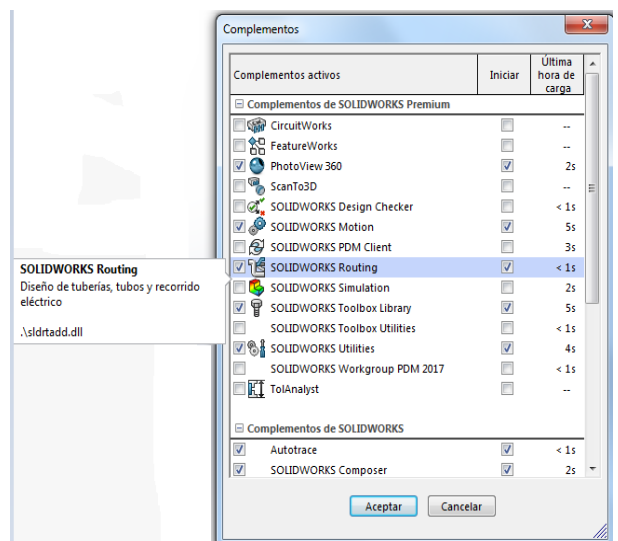 Complementos
Complementos activos Iniciar Última hora de carga
Complementos de SOLIDWORKS Premium
CircuitWorks --
FeatureWorks --
PhotoView 360 2s
ScanTo3D --
SOLIDWORKS Design Checker < 1s
SOLIDWORKS Motion 5s
SOLIDWORKS PDM Client 3s
SOLIDWORKS Routing < 1s
SOLIDWORKS Simulation 2s
SOLIDWORKS Toolbox Library 5s
SOLIDWORKS Toolbox Utilities < 1s
SOLIDWORKS Utilities 4s
SOLIDWORKS Workgroup PDM 2017 < 1s
TolAnalyst --
Complementos de SOLIDWORKS
Autotrace < 1s
SOLIDWORKS Composer 2s
Aceptar Cancelar
SOLIDWORKS Routing
Diseño de tuberías, tubos y recorrido
eléctrico
.\sldrtadd.dll